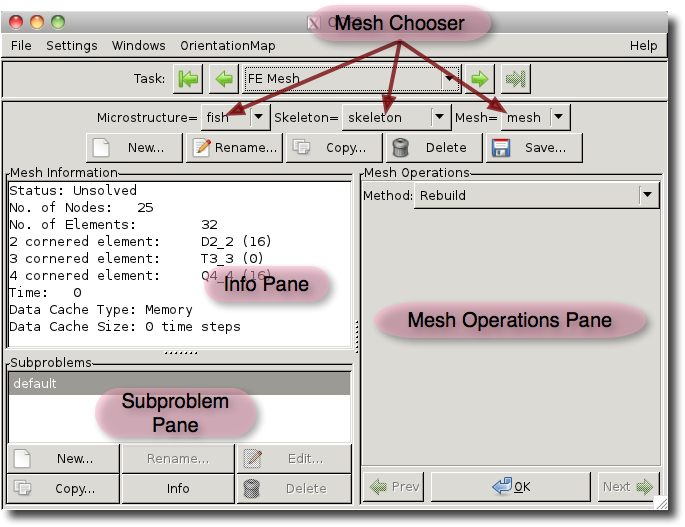 Mesh Chooser
File Settings Windows OrientationMap Help
Task: FE Mesh
Microstructure= fish Skeleton= skeleton Mesh= mesh
New... Rename... Copy... Delete Save...
Mesh Information
Status: Unsolved
No. of Nodes: 25
No. of Elements: 32
2 cornered element: D2_2 (16)
3 cornered element: T3_3 (0)
4 cornered element: Q4_4 (16)
Time: 0
Data Cache Type: Memory
Data Cache Size: 0 time steps
Info Pane
Mesh Operations
Method: Rebuild
Mesh Operations Pane
Subproblems
default
Subproblem
Pane
New... Rename... Edit...
Copy... Info Delete
Prev OK Next